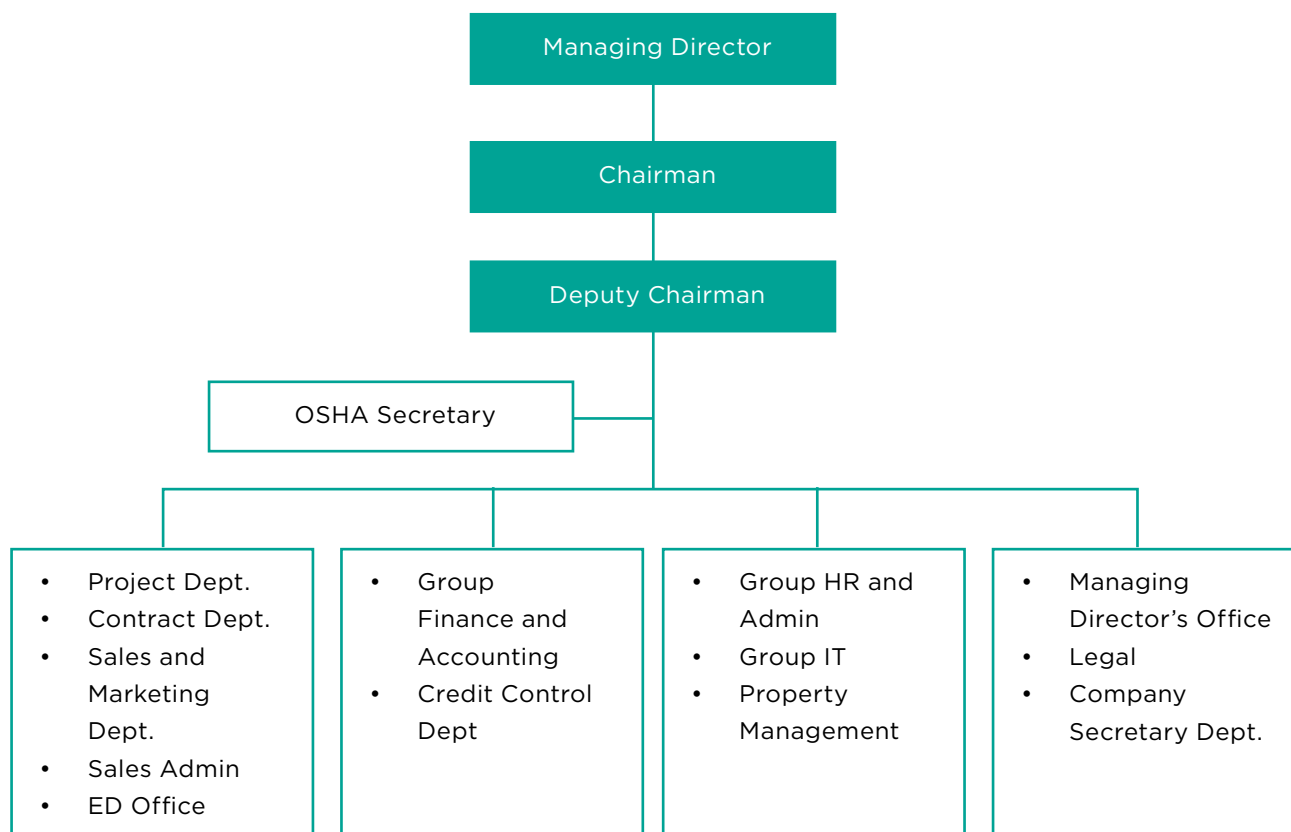 Managing Director
Chairman
Deputy Chairman
OSHA Secretary
• Project Dept.
• Contract Dept.
• Sales and
Marketing
Dept.
• Sales Admin
• ED Office
• Group
Finance and
Accounting
• Credit Control
Dept
• Group HR and
Admin
• Group IT
• Property
Management
• Managing
Director’s Office
• Legal
• Company
Secretary Dept.